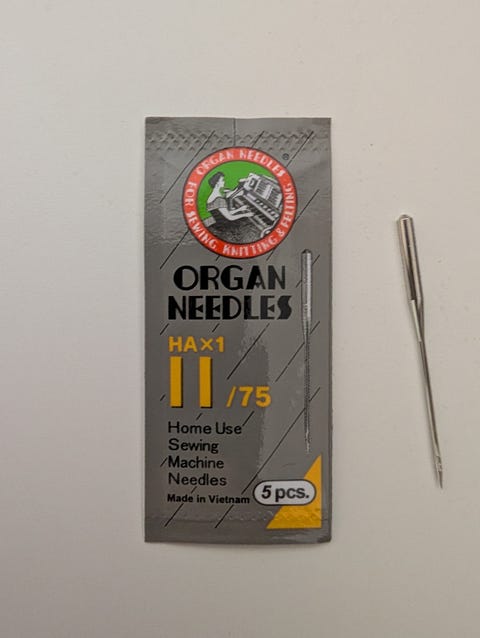 ORGAN NEEDLES
FOR SEWING, KNITTING & FELTING
®
ORGAN
NEEDLES
HA×1
11/75
Home Use
Sewing
Machine
Needles
Made in Vietnam
5 pcs.